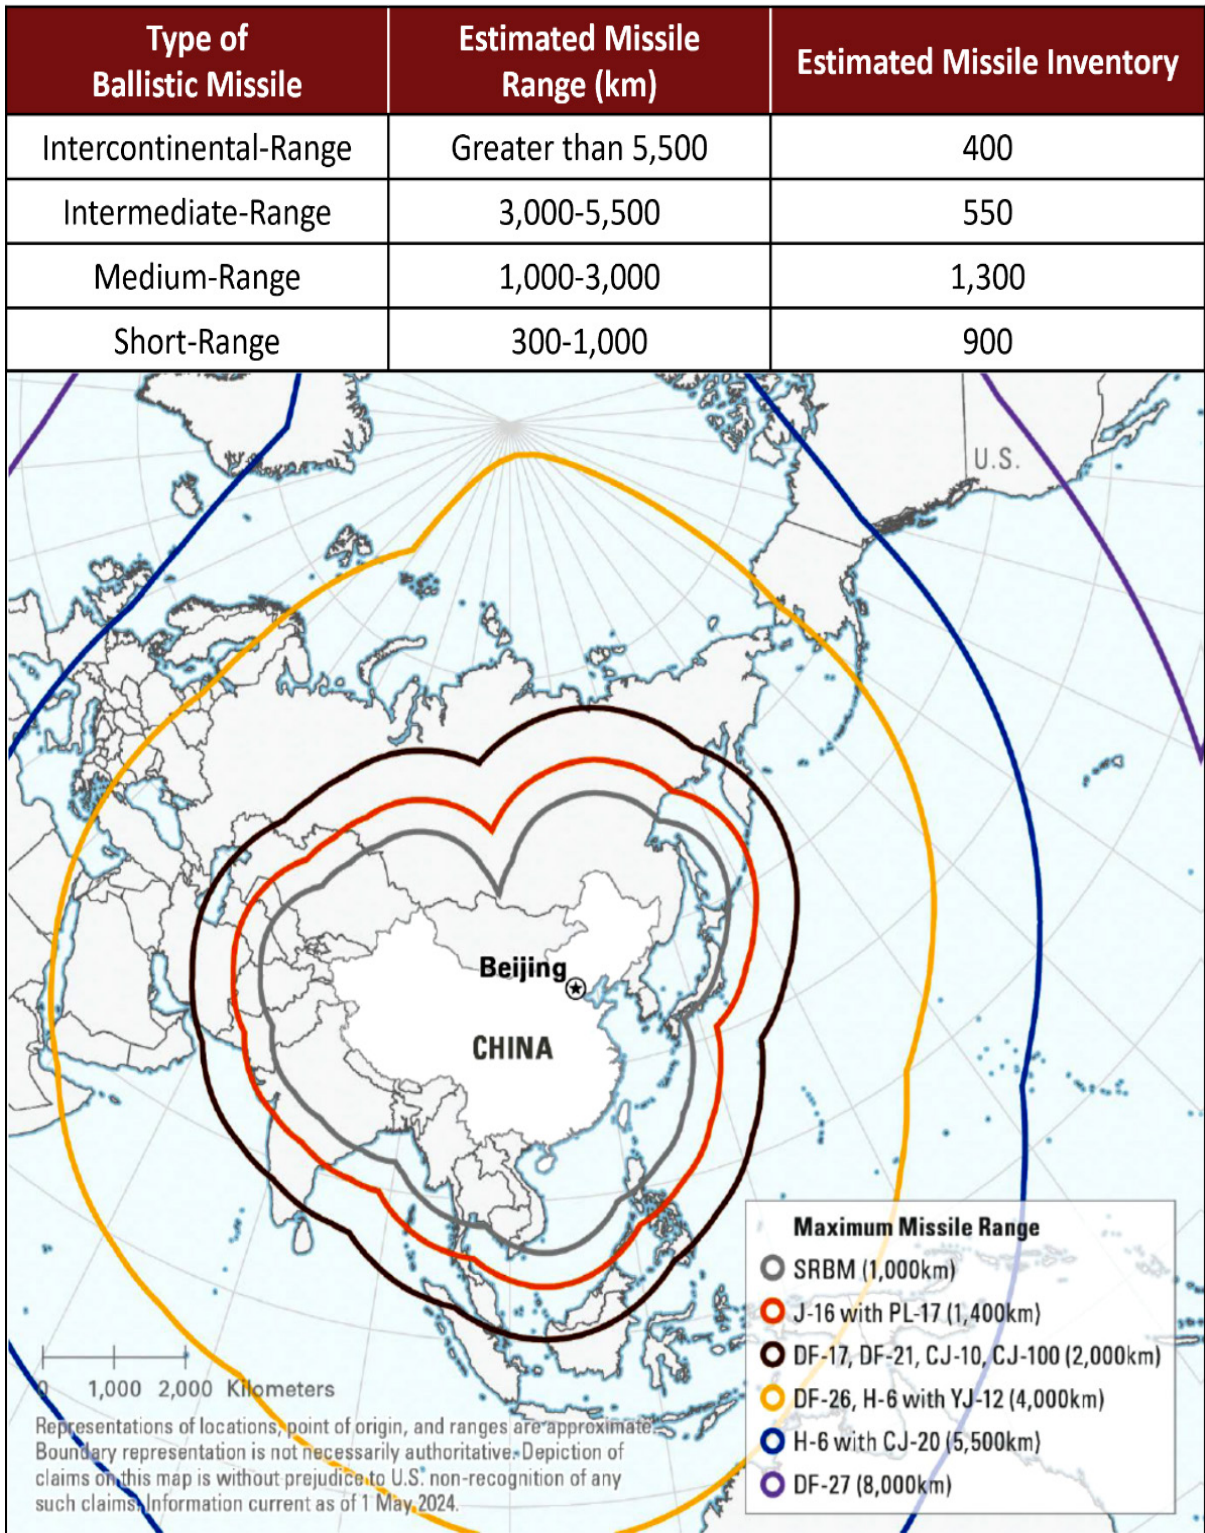 Type of Ballistic Missile
Estimated Missile Range (km)
Estimated Missile Inventory
Intercontinental-Range Greater than 5,500 400
Intermediate-Range 3,000-5,500 550
Medium-Range 1,000-3,000 1,300
Short-Range 300-1,000 900
U.S.
Beijing
CHINA
Maximum Missile Range
SRBM (1,000km)
J-16 with PL-17 (1,400km)
DF-17, DF-21, CJ-10, CJ-100 (2,000km)
DF-26, H-6 with YJ-12 (4,000km)
H-6 with CJ-20 (5,500km)
DF-27 (8,000km)
0 1,000 2,000 Kilometers
Representations of locations, point of origin, and ranges are approximate.
Boundary representation is not necessarily authoritative. Depiction of
claims on this map is without prejudice to U.S. non-recognition of any
such claims. Information current as of 1 May 2024.